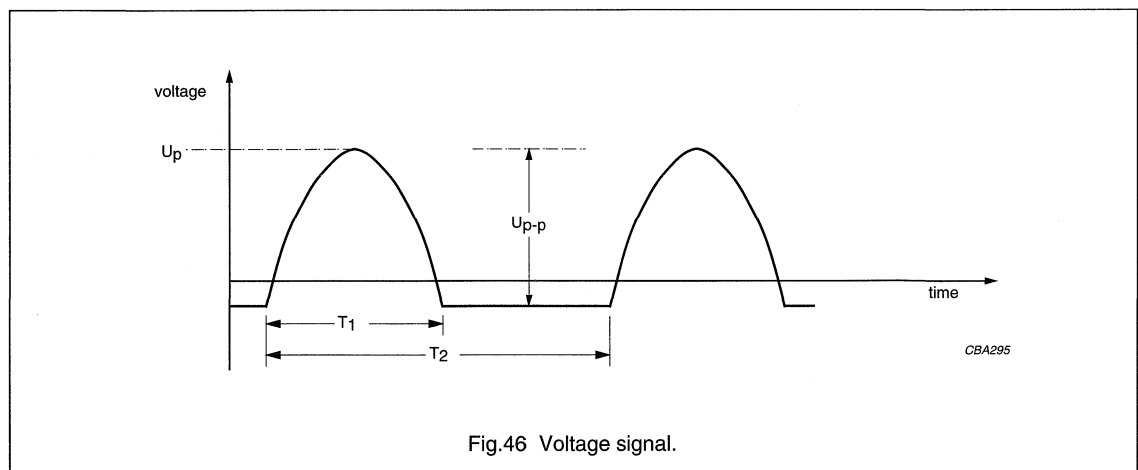 voltage
Up
Up-p
time
T1
T2
CBA295
Fig.46 Voltage signal.